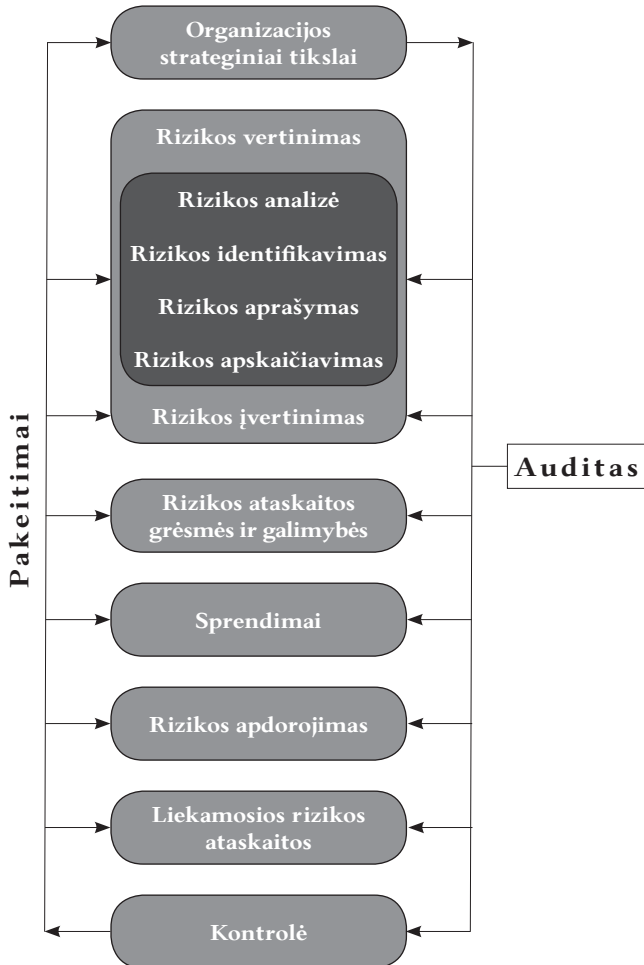 Organizacijos
strateginiai tikslai
Rizikos vertinimas
Rizikos analizė
Rizikos identifikavimas
Rizikos aprašymas
Rizikos apskaičiavimas
Rizikos įvertinimas
Pakeitimai
Auditas
Rizikos ataskaitos
grėsmės ir galimybės
Sprendimai
Rizikos apdorojimas
Liekamosios rizikos
ataskaitos
Kontrolė